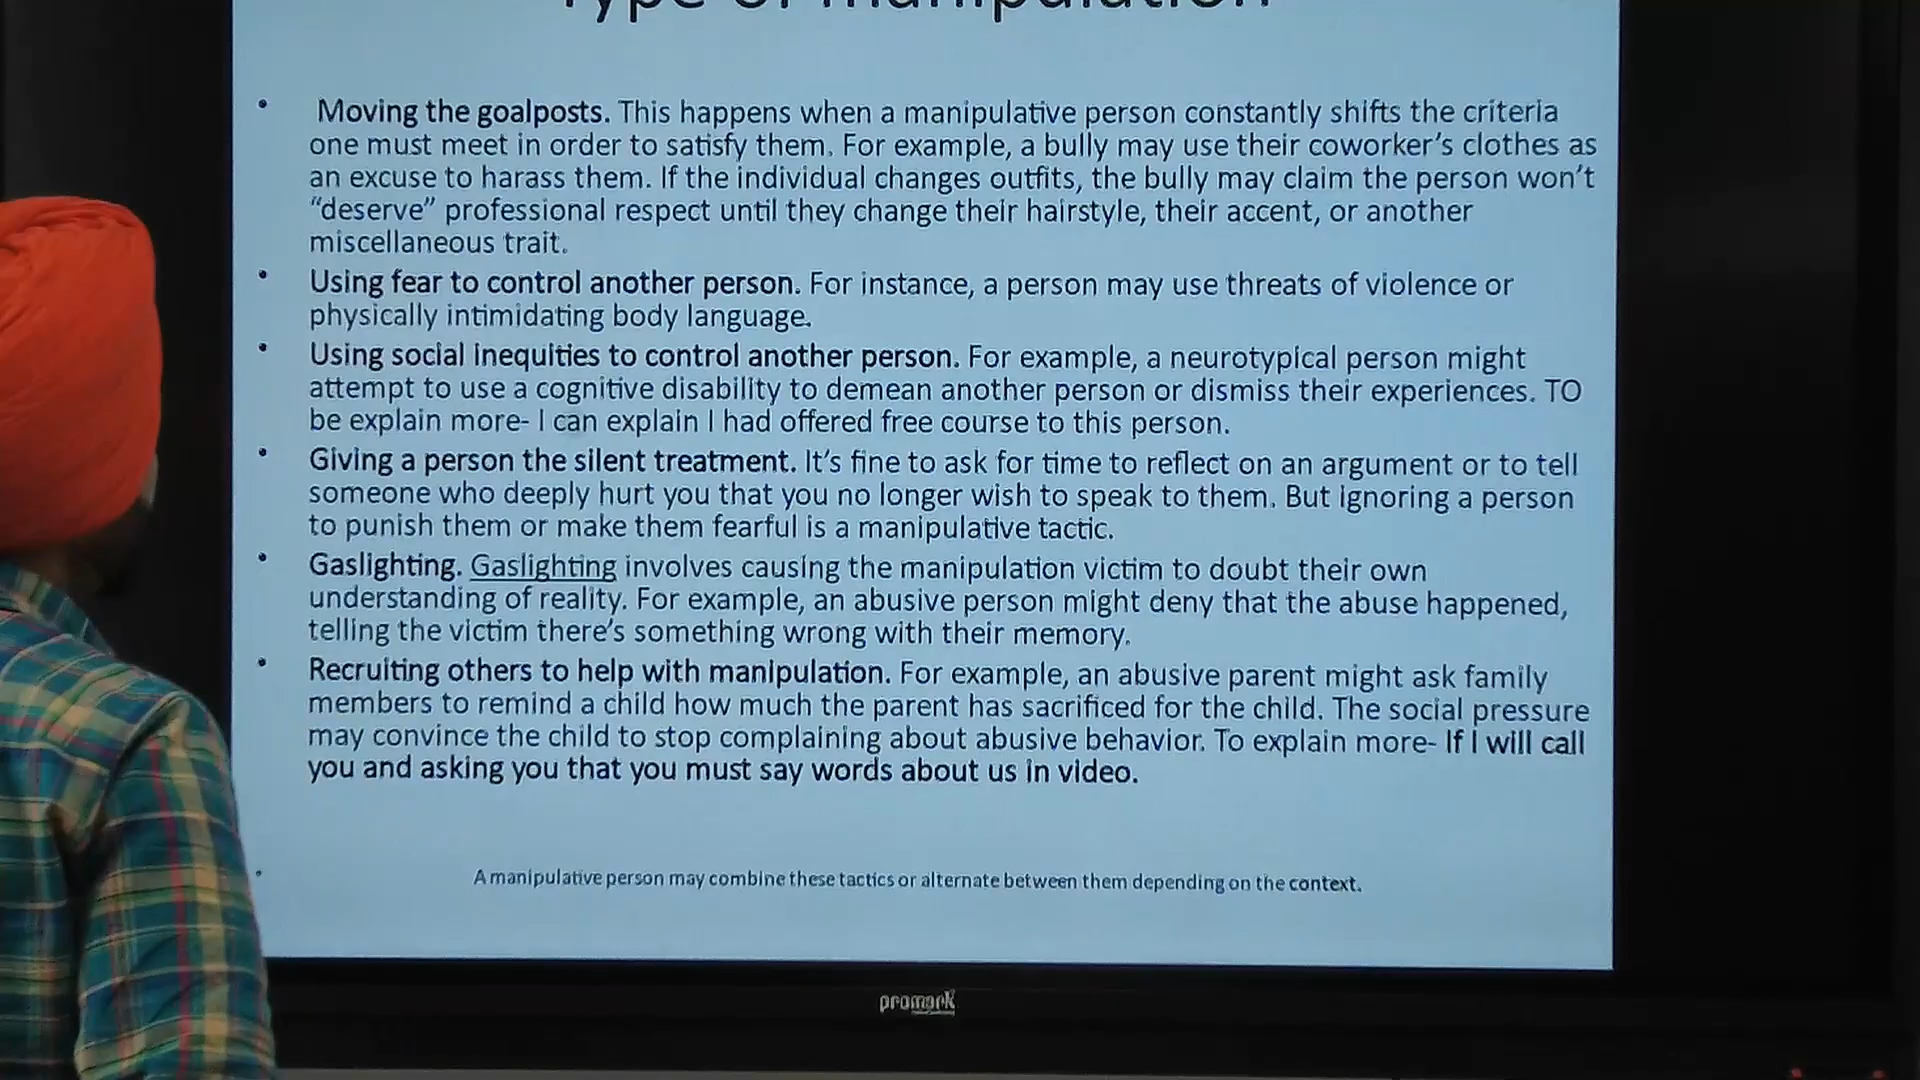 Type of manipulation
• Moving the goalposts. This happens when a manipulative person constantly shifts the criteria
one must meet in order to satisfy them. For example, a bully may use their coworker's clothes as
an excuse to harass them. If the individual changes outfits, the bully may claim the person won't
“deserve” professional respect until they change their hairstyle, their accent, or another
miscellaneous trait.
• Using fear to control another person. For instance, a person may use threats of violence or
physically intimidating body language.
• Using social inequities to control another person. For example, a neurotypical person might
attempt to use a cognitive disability to demean another person or dismiss their experiences. TO
be explain more- I can explain I had offered free course to this person.
• Giving a person the silent treatment. It's fine to ask for time to reflect on an argument or to tell
someone who deeply hurt you that you no longer wish to speak to them. But ignoring a person
to punish them or make them fearful is a manipulative tactic.
• Gaslighting. Gaslighting involves causing the manipulation victim to doubt their own
understanding of reality. For example, an abusive person might deny that the abuse happened,
telling the victim there's something wrong with their memory.
• Recruiting others to help with manipulation. For example, an abusive parent might ask family
members to remind a child how much the parent has sacrificed for the child. The social pressure
may convince the child to stop complaining about abusive behavior. To explain more- If I will call
you and asking you that you must say words about us in video.
• A manipulative person may combine these tactics or alternate between them depending on the context.
promark